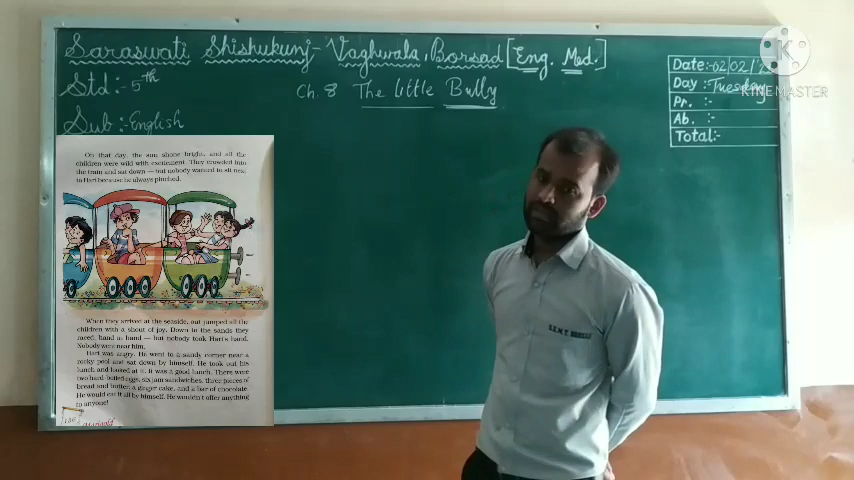 Saraswati Shishukunj - Vaghwala, Borsad [Eng. Med.]
Std :- 5th
Ch. 8 The Little Bully
Sub :- English
Date:- 02/02/
Day :- Tuesday
Pr. :-
Ab. :-
Total:-
KINEMASTER
On that day, the sun shone bright, and all the
children were wild with excitement. They crowded into
the train and sat down — but nobody wanted to sit next
to Hari because he always pinched.
When they arrived at the seaside, out jumped all the
children with a shout of joy. Down to the sands they
raced, hand in hand — but nobody took Hari's hand.
Nobody went near him.
Hari was angry. He went to a sandy corner near a
rocky pool and sat down by himself. He took out his
lunch and looked at it. It was a good lunch. There were
two hard-boiled eggs, six jam sandwiches, three pieces of
bread and butter, a ginger cake, and a bar of chocolate.
He would eat it all by himself. He wouldn't offer anything
to anyone!
136
Marigold
S.E.M.T. BORSAD